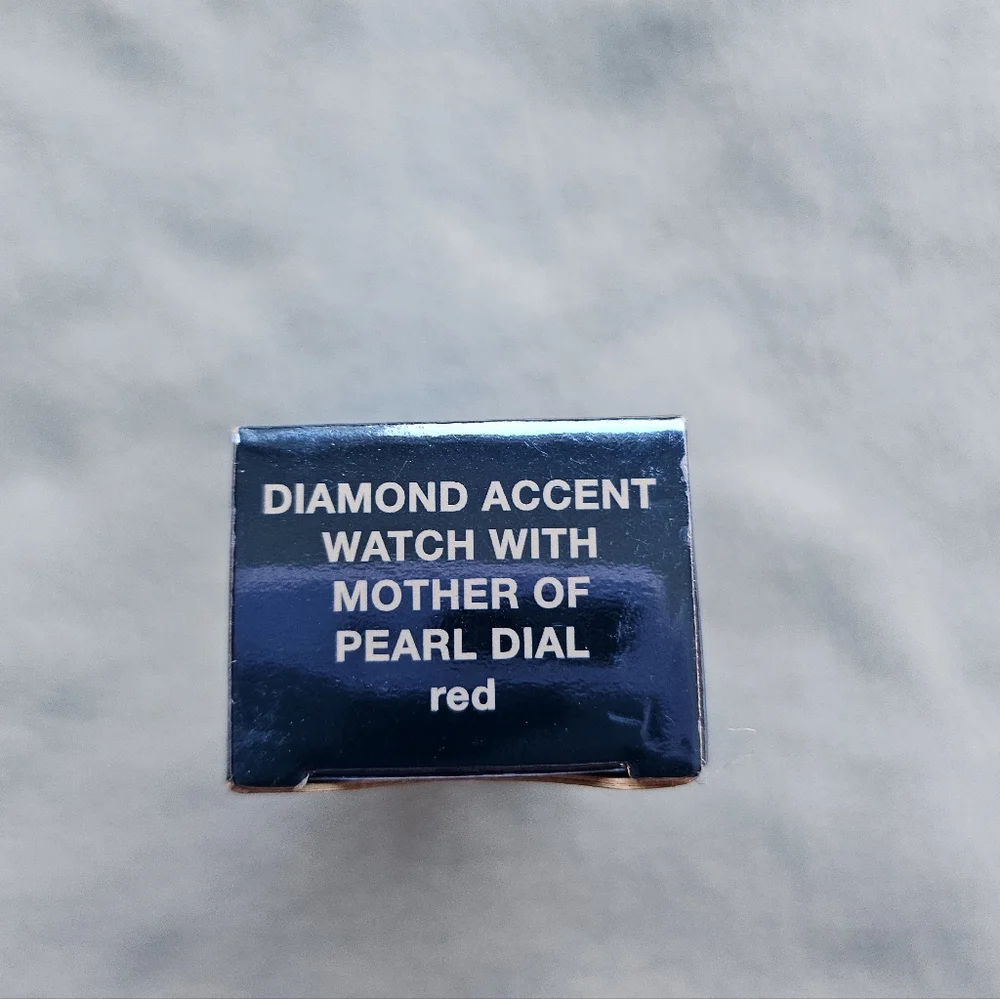 DIAMOND ACCENT
WATCH WITH
MOTHER OF
PEARL DIAL
red